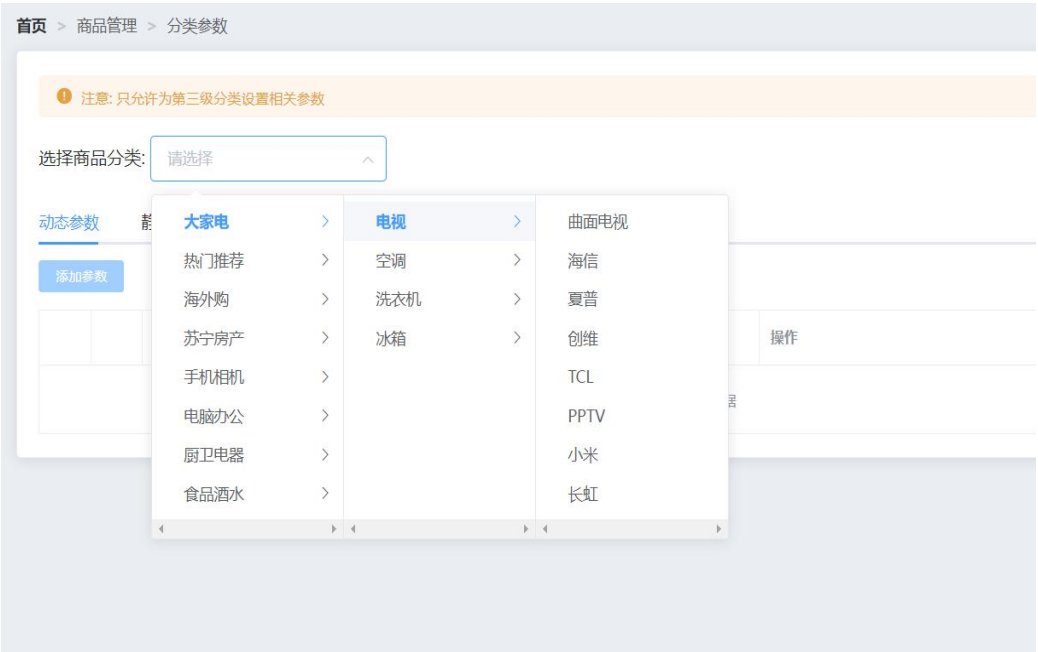 首页 > 商品管理 > 分类参数
注意: 只允许为第三级分类设置相关参数
选择商品分类: 请选择
动态参数
添加参数
操作
大家电
热门推荐
海外购
苏宁房产
手机相机
电脑办公
厨卫电器
食品酒水
电视
空调
洗衣机
冰箱
曲面电视
海信
夏普
创维
TCL
PPTV
小米
长虹